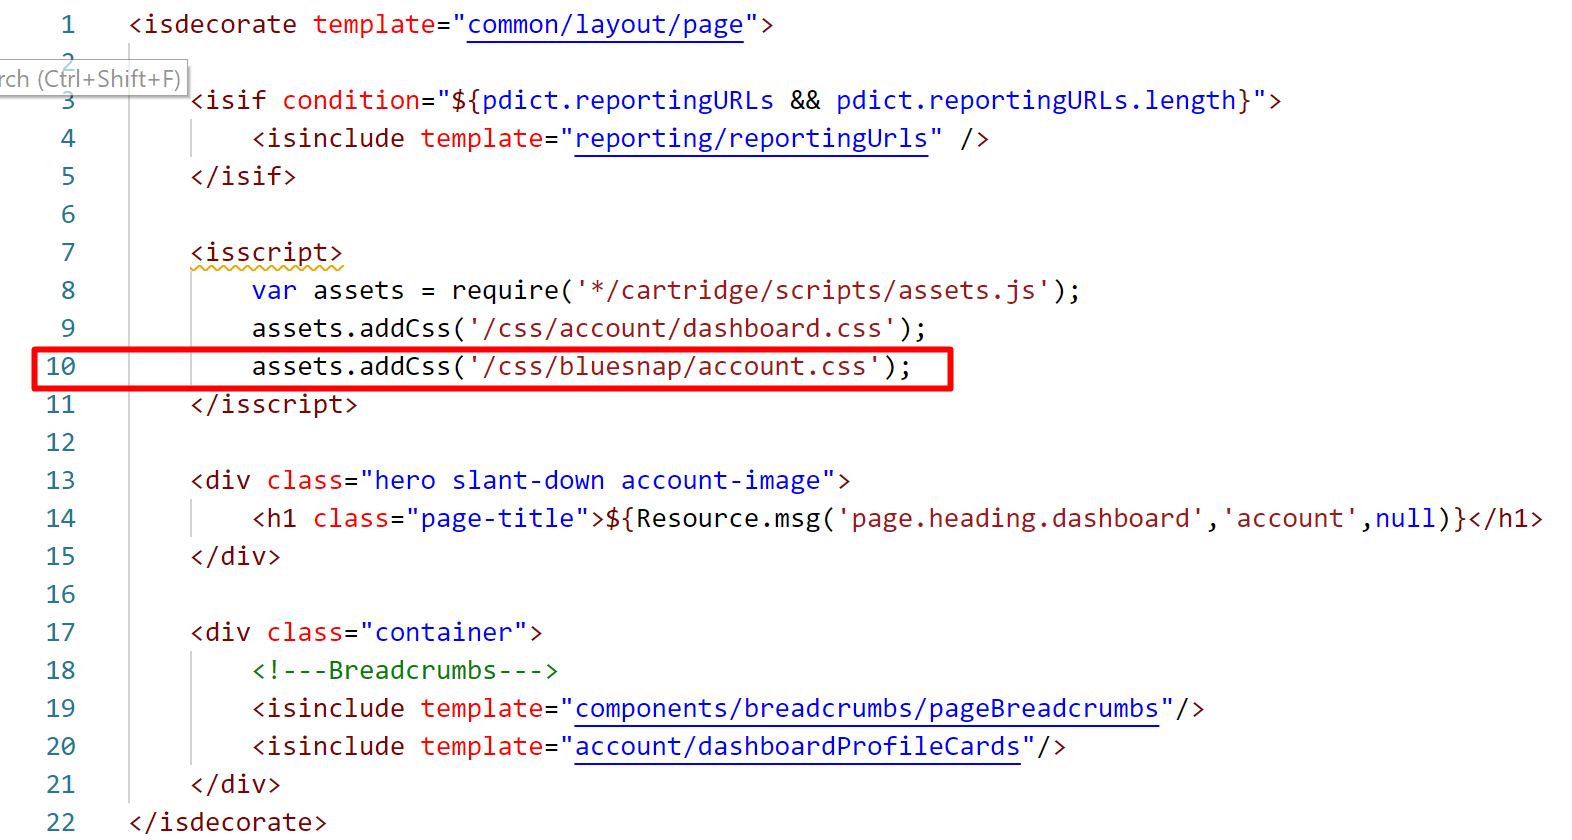 1 <isdecorate template="common/layout/page">
2
rch (Ctrl+Shift+F)
3 <isif condition="${pdict.reportingURLs && pdict.reportingURLs.length}">
4 <isinclude template="reporting/reportingUrls" />
5 </isif>
6
7 <isscript>
8 var assets = require('*/cartridge/scripts/assets.js');
9 assets.addCss('/css/account/dashboard.css');
10 assets.addCss('/css/bluesnap/account.css');
11 </isscript>
12
13 <div class="hero slant-down account-image">
14 <h1 class="page-title">${Resource.msg('page.heading.dashboard','account',null)}</h1>
15 </div>
16
17 <div class="container">
18 <!---Breadcrumbs--->
19 <isinclude template="components/breadcrumbs/pageBreadcrumbs"/>
20 <isinclude template="account/dashboardProfileCards"/>
21 </div>
22 </isdecorate>